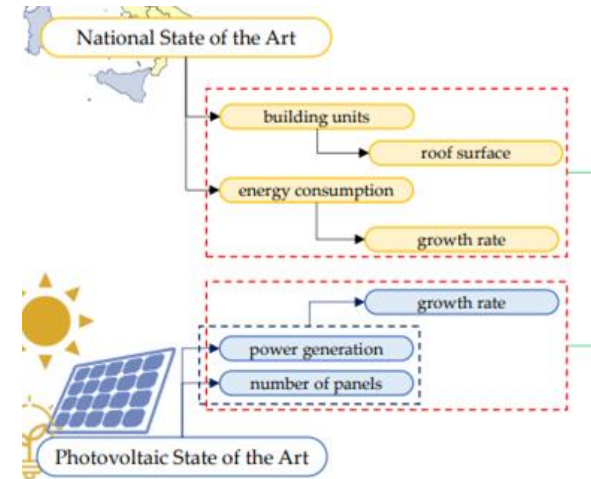 National State of the Art
building units
roof surface
energy consumption
growth rate
growth rate
power generation
number of panels
Photovoltaic State of the Art